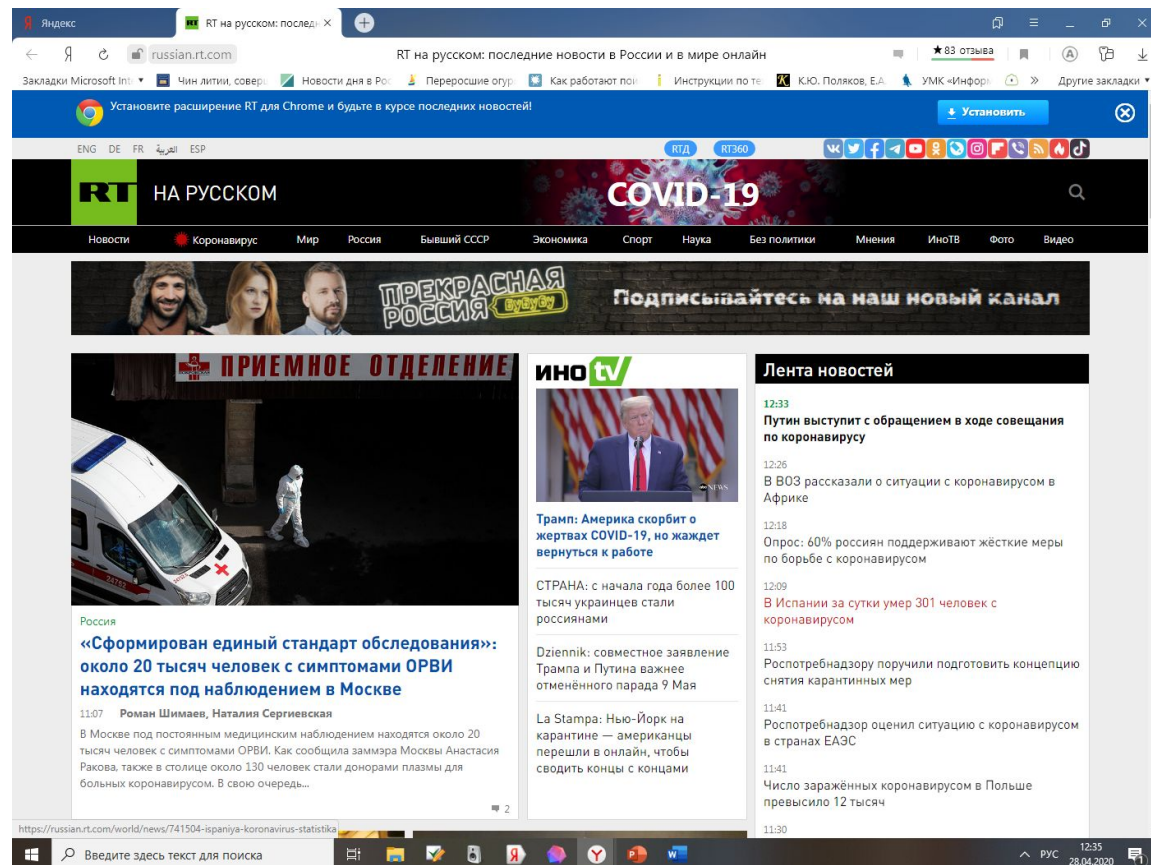 Яндекс
RT на русском: послед
russian.rt.com
RT на русском: последние новости в России и в мире онлайн
★83 отзыва
Закладки Microsoft Int
Чин литии, совер
Новости дня в Рос
Переросшие огур
Как работают пои
Инструкции по те
К.Ю. Поляков, Е.А.
УМК «Информ
Другие закладки
Установите расширение RT для Chrome и будьте в курсе последних новостей!
Установить
ENG DE FR العربية ESP
RTД RT360
RT НА РУССКОМ
COVID-19
Новости Коронавирус Мир Россия Бывший СССР Экономика Спорт Наука Без политики Мнения ИноТВ Фото Видео
ПРЕКРАСНАЯ
РОССИЯ БУБУБУ
Подписывайтесь на наш новый канал
ПРИЕМНОЕ ОТДЕЛЕНИЕ
24762
Россия
«Сформирован единый стандарт обследования»:
около 20 тысяч человек с симптомами ОРВИ
находятся под наблюдением в Москве
11:07 Роман Шимаев, Наталия Сергиевская
В Москве под постоянным медицинским наблюдением находятся около 20
тысяч человек с симптомами ОРВИ. Как сообщила заммэра Москвы Анастасия
Ракова, также в столице около 130 человек стали донорами плазмы для
больных коронавирусом. В свою очередь...
2
ИНО tv
abc NEWS
Трамп: Америка скорбит о
жертвах COVID-19, но жаждет
вернуться к работе
СТРАНА: с начала года более 100
тысяч украинцев стали
россиянами
Dziennik: совместное заявление
Трампа и Путина важнее
отменённого парада 9 Мая
La Stampa: Нью-Йорк на
карантине — американцы
перешли в онлайн, чтобы
сводить концы с концами
Лента новостей
12:33
Путин выступит с обращением в ходе совещания
по коронавирусу
12:26
В ВОЗ рассказали о ситуации с коронавирусом в
Африке
12:18
Опрос: 60% россиян поддерживают жёсткие меры
по борьбе с коронавирусом
12:09
В Испании за сутки умер 301 человек с
коронавирусом
11:53
Роспотребнадзору поручили подготовить концепцию
снятия карантинных мер
11:41
Роспотребнадзор оценил ситуацию с коронавирусом
в странах ЕАЭС
11:41
Число заражённых коронавирусом в Польше
превысило 12 тысяч
11:30
https://russian.rt.com/world/news/741504-ispaniya-koronavirus-statistika
Введите здесь текст для поиска
РУС
12:35
28.04.2020